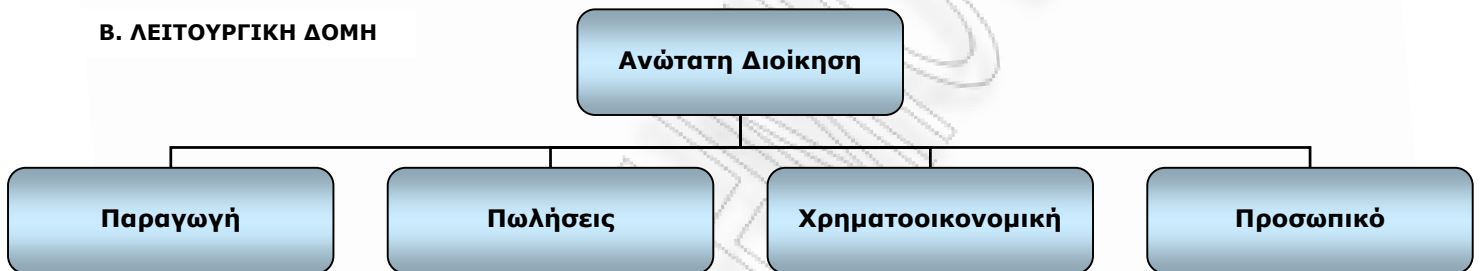 Β. ΛΕΙΤΟΥΡΓΙΚΗ ΔΟΜΗ
Ανώτατη Διοίκηση
Παραγωγή
Πωλήσεις
Χρηματοοικονομική
Προσωπικό